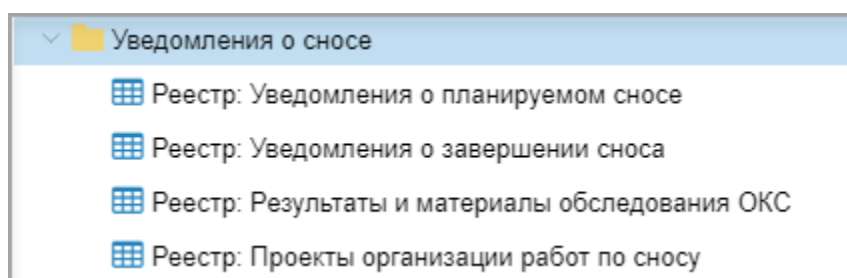 Уведомления о сносе
Реестр: Уведомления о планируемом сносе
Реестр: Уведомления о завершении сноса
Реестр: Результаты и материалы обследования ОКС
Реестр: Проекты организации работ по сносу